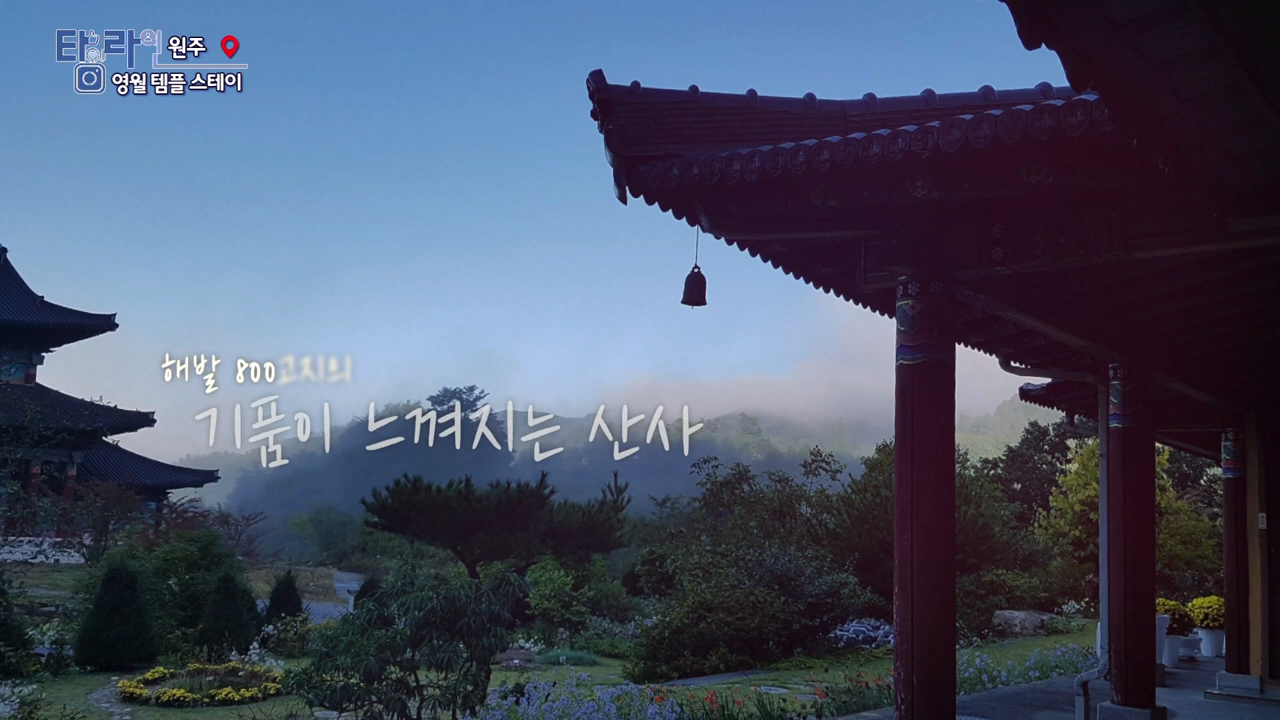 타라의 원주
영월 템플 스테이
해발 800고지의
기품이 느껴지는 산사